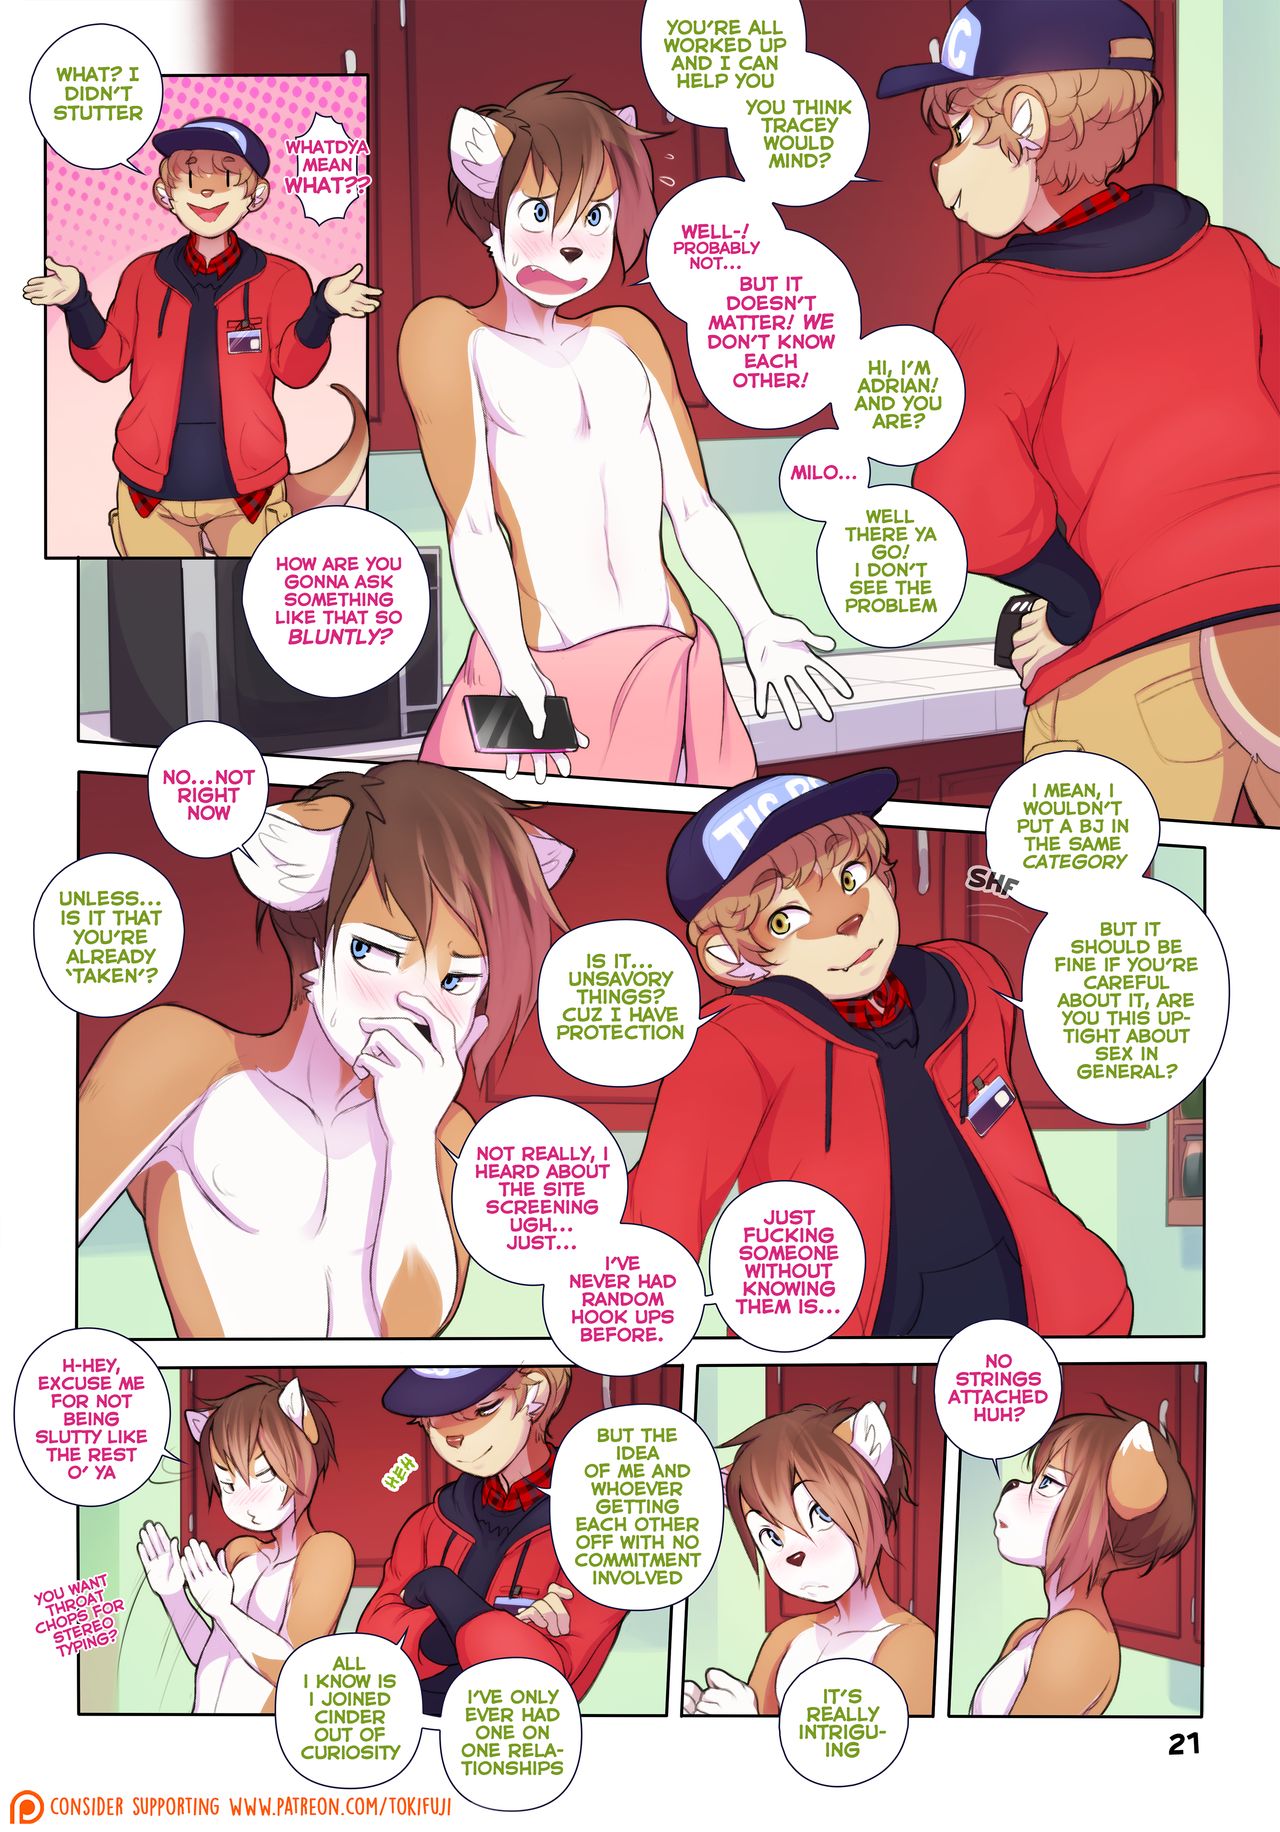 WHAT? I
DIDN'T
STUTTER
WHATDYA
MEAN
WHAT??
YOU'RE ALL
WORKED UP
AND I CAN
HELP YOU
YOU THINK
TRACEY
WOULD
MIND?
C
WELL-!
PROBABLY
NOT...
BUT IT
DOESN'T
MATTER! WE
DON'T KNOW
EACH
OTHER!
HI, I'M
ADRIAN!
AND YOU
ARE?
MILO...
WELL
THERE YA
GO!
I DON'T
SEE THE
PROBLEM
HOW ARE YOU
GONNA ASK
SOMETHING
LIKE THAT SO
BLUNTLY?
NO...NOT
RIGHT
NOW
UNLESS...
IS IT THAT
YOU'RE
ALREADY
'TAKEN'?
IS IT...
UNSAVORY
THINGS?
CUZ I HAVE
PROTECTION
SHF
I MEAN, I
WOULDN'T
PUT A BJ IN
THE SAME
CATEGORY
BUT IT
SHOULD BE
FINE IF YOU'RE
CAREFUL
ABOUT IT, ARE
YOU THIS UP-
TIGHT ABOUT
SEX IN
GENERAL?
NOT REALLY, I
HEARD ABOUT
THE SITE
SCREENING
UGH...
JUST...
I'VE
NEVER HAD
RANDOM
HOOK UPS
BEFORE.
JUST
FUCKING
SOMEONE
WITHOUT
KNOWING
THEM IS...
H-HEY,
EXCUSE ME
FOR NOT
BEING
SLUTTY LIKE
THE REST
O' YA
YOU WANT
THROAT
CHOPS FOR
STEREO
TYPING?
HEH
ALL
I KNOW IS
I JOINED
CINDER
OUT OF
CURIOSITY
I'VE ONLY
EVER HAD
ONE ON
ONE RELA-
TIONSHIPS
BUT THE
IDEA
OF ME AND
WHOEVER
GETTING
EACH OTHER
OFF WITH NO
COMMITMENT
INVOLVED
IT'S
REALLY
INTRIGU-
ING
NO
STRINGS
ATTACHED
HUH?
21
CONSIDER SUPPORTING WWW.PATREON.COM/TOKIFUJI